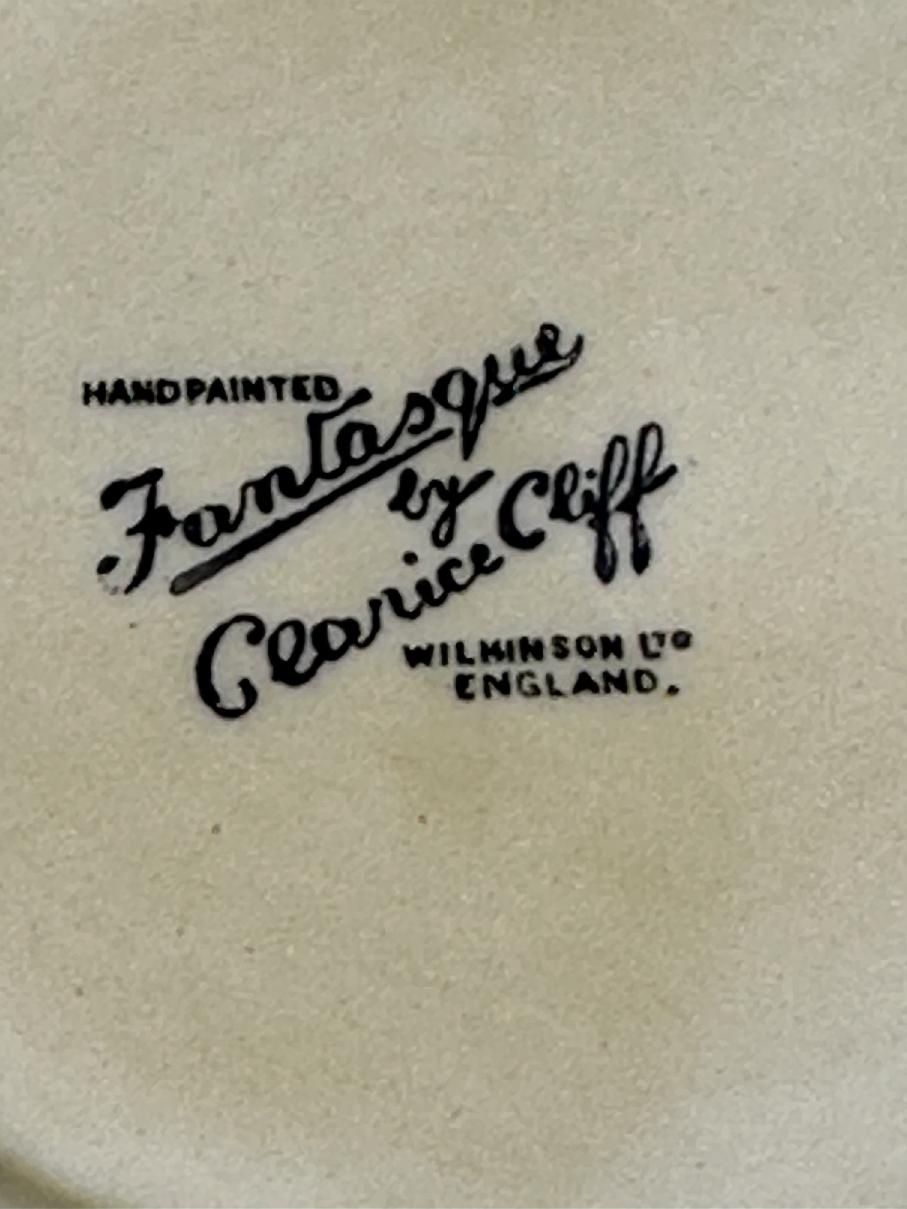 HANDPAINTED
Fantasque
by
Clarice Cliff
WILKINSON LTD
ENGLAND.